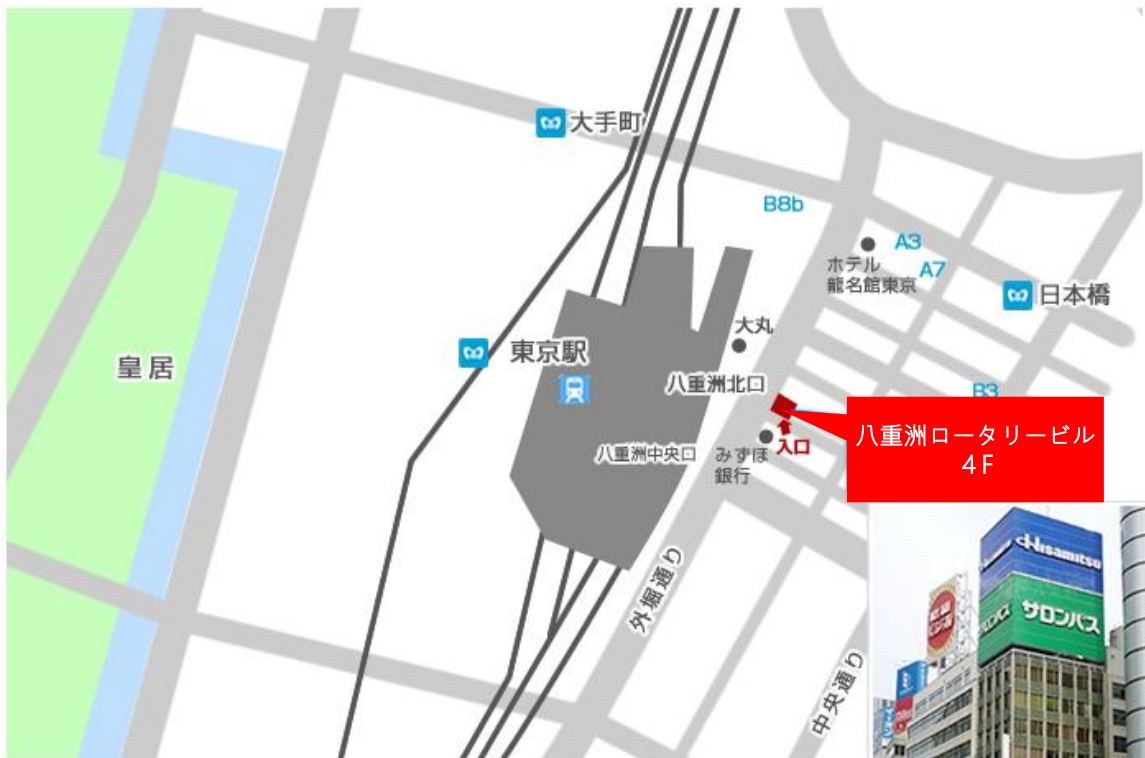 大手町
B8b
A3
ホテル
龍名館東京
A7
日本橋
大丸
東京駅
皇居
八重洲北口
B3
八重洲ロータリービル
4F
八重洲中央口
みずほ
銀行
入口
外堀通り
中央通り
Hisamitsu
サロンパス